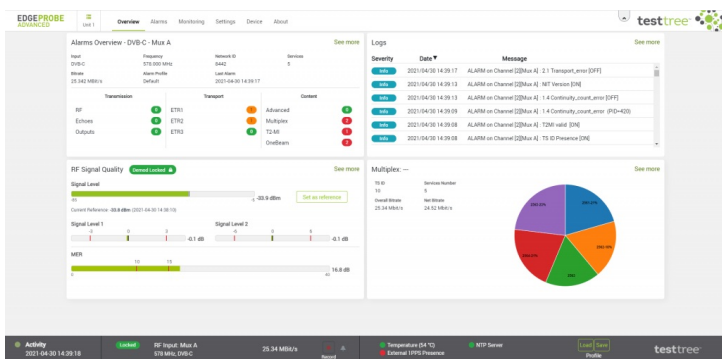 EDGEPROBE
ADVANCED
Unit 1
Overview Alarms Monitoring Settings Device About
testtree
Alarms Overview - DVB-C - Mux A
See more
Input Frequency Network ID Services
DVB-C 578.000 MHz 8442 5
Bitrate Alarm Profile Last Alarm
25.342 MBit/s Default 2021-04-30 14:39:17
Transmission Transport Content
RF 0 ETR1 Advanced 0
Echoes 0 ETR2 Multiplex 2
Outputs 0 ETR3 0 T2-MI 1
OneBeam 2
Logs
See more
Severity Date▼ Message
Info 2021/04/30 14:39:17 ALARM on Channel [2][Mux A] : 2.1 Transport_error [OFF]
Info 2021/04/30 14:39:13 ALARM on Channel [2][Mux A] : NIT Version [ON]
Info 2021/04/30 14:39:13 ALARM on Channel [2][Mux A] : 1.4 Continuity_count_error [OFF]
Info 2021/04/30 14:39:09 ALARM on Channel [2][Mux A] : 1.4 Continuity_count_error (PID=420)
Info 2021/04/30 14:39:08 ALARM on Channel [2][Mux A] : T2MI valid [ON]
Info 2021/04/30 14:39:08 ALARM on Channel [2][Mux A] : TS ID Presence [ON]
RF Signal Quality Demod Locked
See more
Signal Level
-5 -33.9 dBm Set as reference
Current Reference: -33.8 dBm (2021-04-30 14:38:10)
Signal Level 1 Signal Level 2
-3 0 3 -0.1 dB -6 0 6 -0.1 dB
MER
10 15
0 40 16.8 dB
Multiplex: ---
See more
TS ID Services Number
10 5
Overall Bitrate Net Bitrate
25.34 Mbit/s 24.52 Mbit/s
Activity
2021-04-30 14:39:18
Locked RF Input: Mux A
578 MHz, DVB-C
25.34 MBit/s
Record
Temperature (54 °C) NTP Server
External 1PPS Presence
Load Save
Profile
testtree